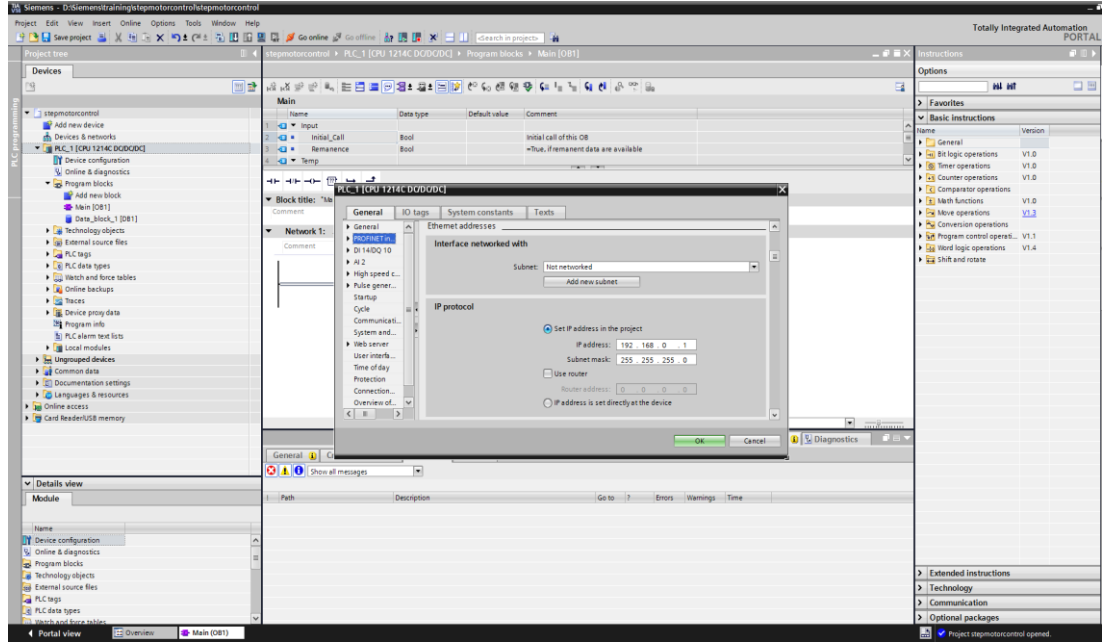 Siemens - D:\Siemens\training\stepmotorcontrol\stepmotorcontrol
Project Edit View Insert Online Options Tools Window Help
Totally Integrated Automation
PORTAL
Save project Go online Go offline <Search in project>
Project tree
stepmotorcontrol PLC_1 [CPU 1214C DC/DC/DC] Program blocks Main [OB1]
Instructions
Devices
Options
PLC programming
stepmotorcontrol
Add new device
Devices & networks
PLC_1 [CPU 1214C DC/DC/DC]
Device configuration
Online & diagnostics
Program blocks
Add new block
Main [OB1]
Data_block_1 [DB1]
Technology objects
External source files
PLC tags
PLC data types
Watch and force tables
Online backups
Traces
Device proxy data
Program info
PLC alarm text lists
Local modules
Ungrouped devices
Common data
Documentation settings
Languages & resources
Online access
Card Reader/USB memory
Main
Name Data type Default value Comment
1 Input
2 Initial_Call Bool Initial call of this OB
3 Remanence Bool =True, if remanent data are available
4 Temp
Block title: "Ma
Comment
Network 1:
Comment
PLC_1 [CPU 1214C DC/DC/DC]
General IO tags System constants Texts
General
PROFINET in...
DI 14/DQ 10
AI 2
High speed c...
Pulse gener...
Startup
Cycle
Communicati...
System and...
Web server
User interfa...
Time of day
Protection
Connection...
Overview of...
Ethernet addresses
Interface networked with
Subnet: Not networked
Add new subnet
IP protocol
Set IP address in the project
IP address: 192 . 168 . 0 . 1
Subnet mask: 255 . 255 . 255 . 0
Use router
Router address: 0 . 0 . 0 . 0
IP address is set directly at the device
OK Cancel
Diagnostics
General
Show all messages
! Path Description Go to ? Errors Warnings Time
Favorites
Basic instructions
Name Version
General
Bit logic operations V1.0
Timer operations V1.0
Counter operations V1.0
Comparator operations
Math functions V1.0
Move operations V1.3
Conversion operations
Program control operati... V1.1
Word logic operations V1.4
Shift and rotate
Extended instructions
Technology
Communication
Optional packages
Details view
Module
Name
Device configuration
Online & diagnostics
Program blocks
Technology objects
External source files
PLC tags
PLC data types
Watch and force tables
Portal view Overview Main (OB1) Project stepmotorcontrol opened.